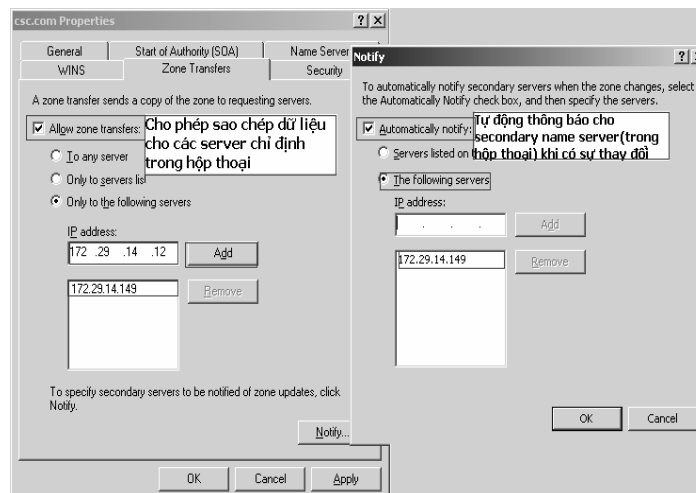 csc.com Properties
General
Start of Authority (SOA)
Name Server
WINS
Zone Transfers
Security
A zone transfer sends a copy of the zone to requesting servers.
Allow zone transfers:
Cho phép sao chép dữ liệu
cho các server chỉ định
trong hộp thoại
To any server
Only to servers lis
Only to the following servers
IP address:
172 .29 .14 .12
Add
172.29.14.149
Remove
To specify secondary servers to be notified of zone updates, click
Notify.
Notify...
OK
Cancel
Apply
Notify
To automatically notify secondary servers when the zone changes, select
the Automatically Notify check box, and then specify the servers.
Automatically notify:
Tự động thông báo cho
secondary name server(trong
hộp thoại) khi có sự thay đổi
Servers listed on
The following servers
IP address:
. . .
Add
172.29.14.149
Remove
OK
Cancel